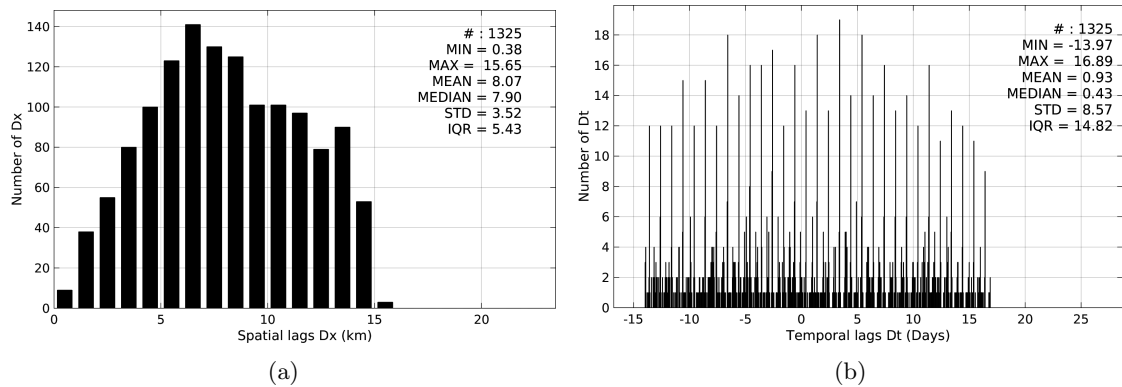 140
120
100
80
60
40
20
0
Number of Dx
# : 1325
MIN = 0.38
MAX = 15.65
MEAN = 8.07
MEDIAN = 7.90
STD = 3.52
IQR = 5.43
0 5 10 15 20
Spatial lags Dx (km)
(a)
18
16
14
12
10
8
6
4
2
0
Number of Dt
# : 1325
MIN = -13.97
MAX = 16.89
MEAN = 0.93
MEDIAN = 0.43
STD = 8.57
IQR = 14.82
-15 -10 -5 0 5 10 15 20 25
Temporal lags Dt (Days)
(b)